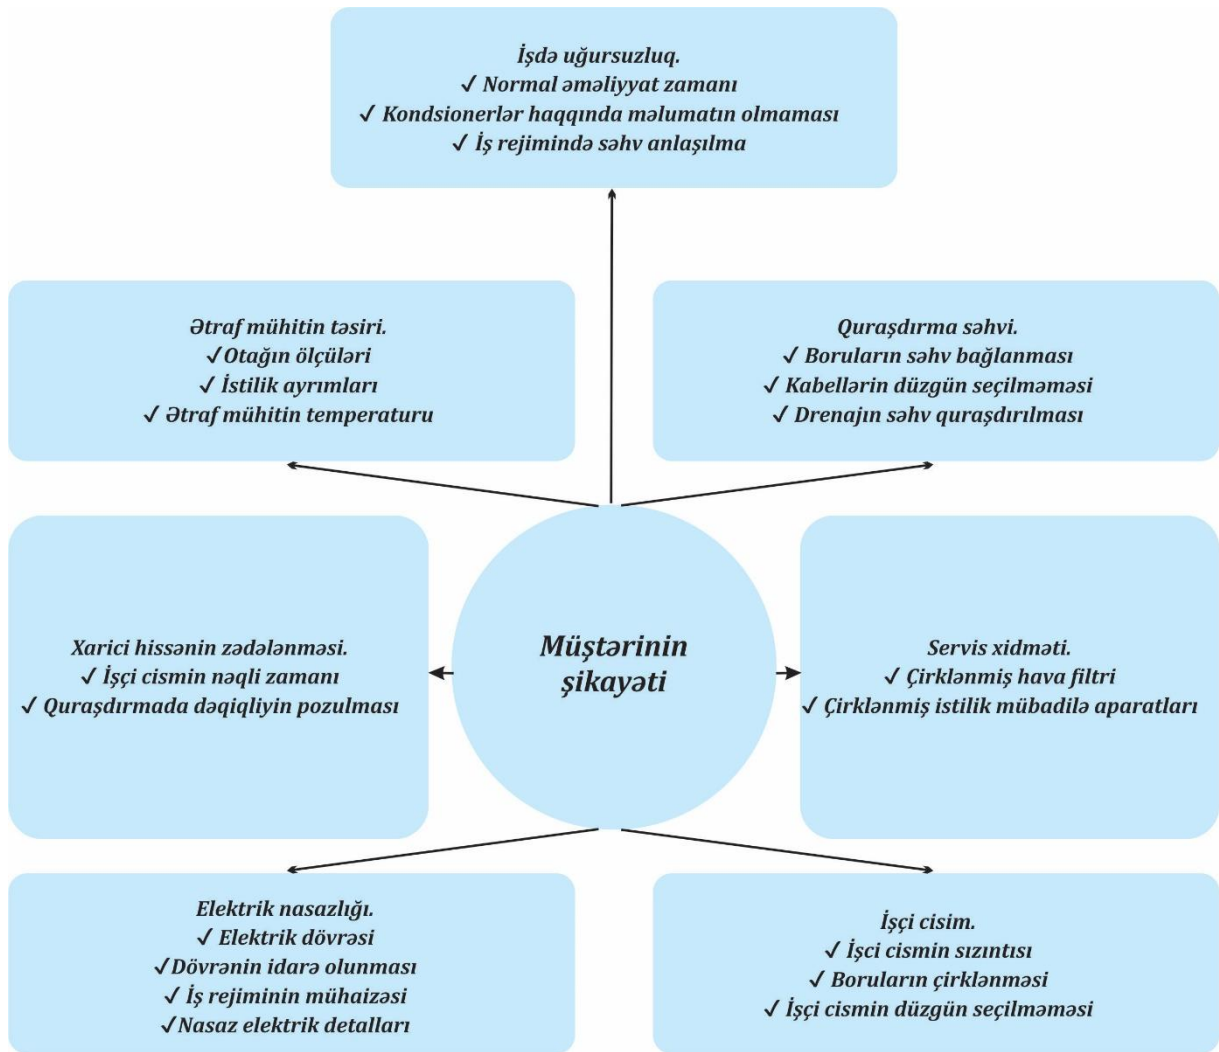 İşdə uğursuzluq.
✓ Normal əməliyyat zamanı
✓ Kondsionerlər haqqında məlumatın olmaması
✓ İş rejimində səhv anlaşılma
Ətraf mühitin təsiri.
✓Otağın ölçüləri
✓ İstilik ayrımları
✓ Ətraf mühitin temperaturu
Quraşdırma səhvi.
✓ Boruların səhv bağlanması
✓ Kabellərin düzgün seçilməməsi
✓ Drenajın səhv quraşdırılması
Xarici hissənin zədələnməsi.
✓ İşçi cismin nəqli zamanı
✓ Quraşdırmada dəqiqliyin pozulması
Müştərinin
şikayəti
Servis xidməti.
✓ Çirklənmiş hava filtri
✓ Çirklənmiş istilik mübadilə aparatları
Elektrik nasazlığı.
✓ Elektrik dövrəsi
✓Dövrənin idarə olunması
✓ İş rejiminin mühaizəsi
✓Nasaz elektrik detalları
İşçi cisim.
✓ İşci cismin sızıntısı
✓ Boruların çirklənməsi
✓ İşçi cismin düzgün seçilməməsi